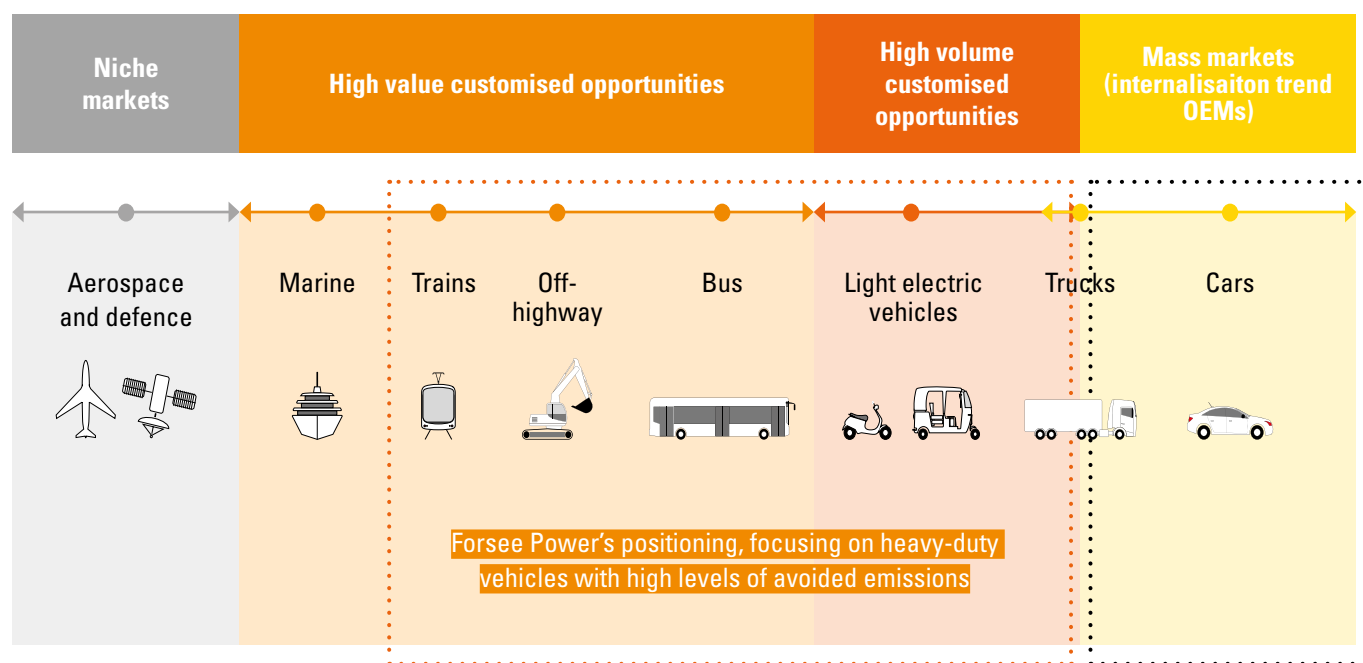 Niche
markets
High value customised opportunities
High volume
customised
opportunities
Mass markets
(internalisaiton trend
OEMs)
Aerospace
and defence
Marine
Trains
Off-
highway
Bus
Light electric
vehicles
Trucks
Cars
Forsee Power’s positioning, focusing on heavy-duty
vehicles with high levels of avoided emissions